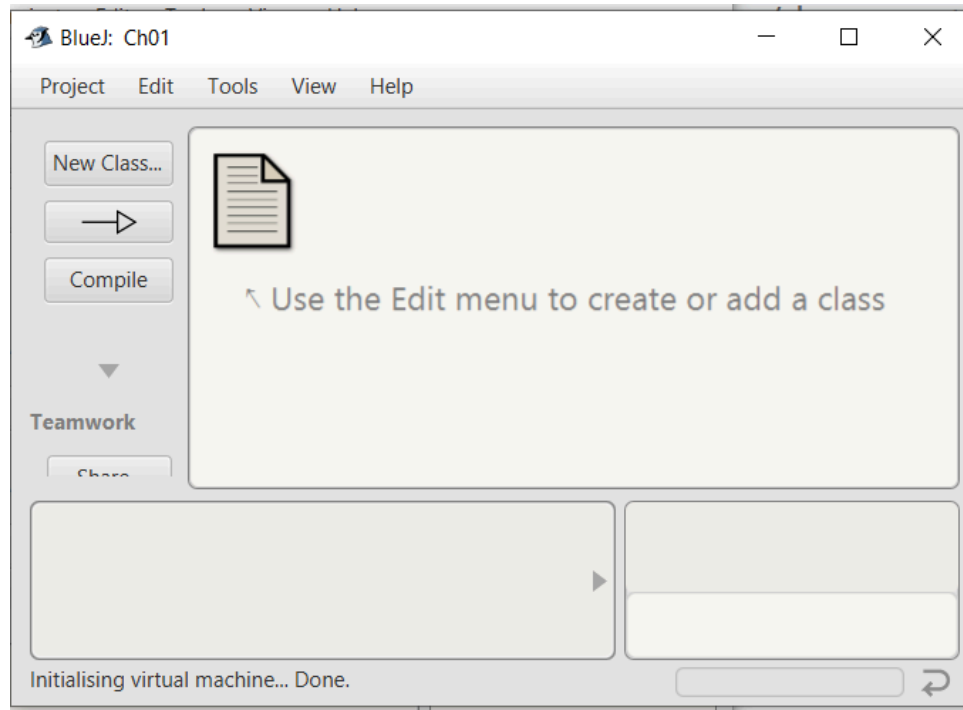 BlueJ: Ch01
Project Edit Tools View Help
New Class...
Use the Edit menu to create or add a class
Compile
Teamwork
Share...
Initialising virtual machine... Done.